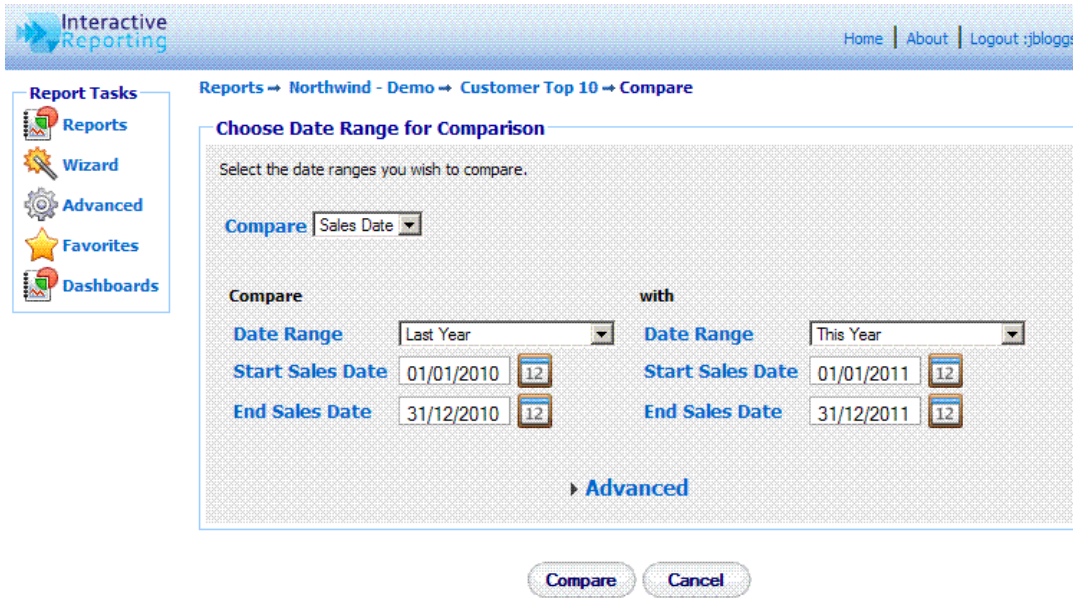 Interactive
Reporting
Home | About | Logout :jbloggs
Report Tasks
Reports
Wizard
Advanced
Favorites
Dashboards
Reports → Northwind - Demo → Customer Top 10 → Compare
Choose Date Range for Comparison
Select the date ranges you wish to compare.
Compare Sales Date
Compare with
Date Range Last Year Date Range This Year
Start Sales Date 01/01/2010 12 Start Sales Date 01/01/2011 12
End Sales Date 31/12/2010 12 End Sales Date 31/12/2011 12
Advanced
Compare Cancel